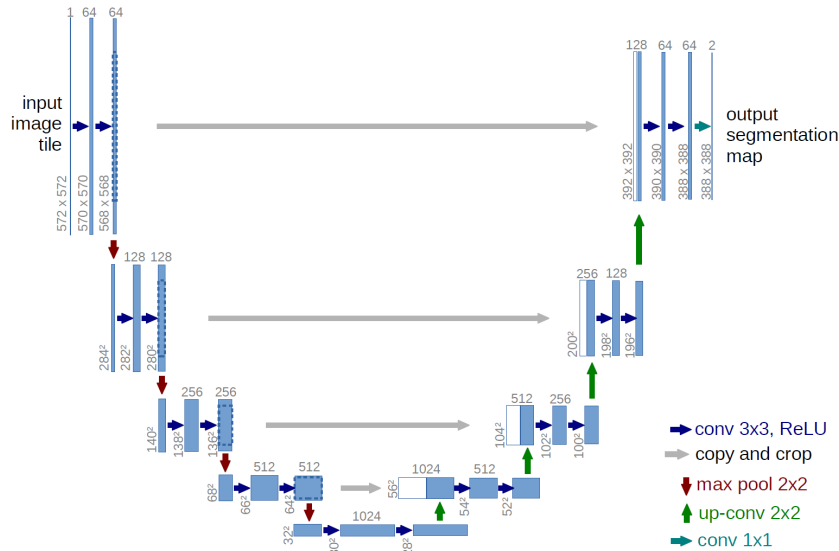 1 64 64
128 64 64 2
input
image
tile
output
segmentation
map
572 x 572
570 x 570
568 x 568
392 x 392
390 x 390
388 x 388
388 x 388
128 128
256 128
284²
282²
280²
200²
198²
196²
256 256
512 256
140²
138²
136²
104²
102²
100²
512 512
1024 512
68²
66²
64²
56²
54²
52²
1024
32²
conv 3x3, ReLU
copy and crop
max pool 2x2
up-conv 2x2
conv 1x1